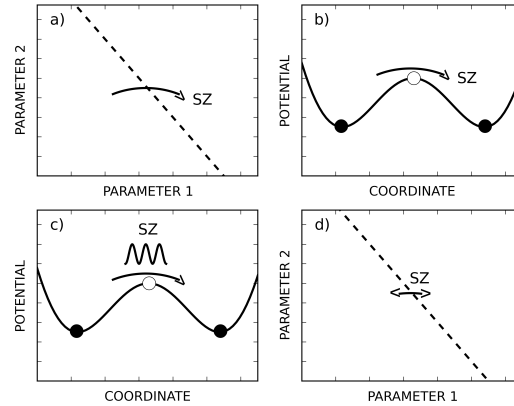 a)
PARAMETER 2
SZ
PARAMETER 1
b)
POTENTIAL
SZ
COORDINATE
c)
SZ
POTENTIAL
COORDINATE
d)
PARAMETER 2
SZ
PARAMETER 1